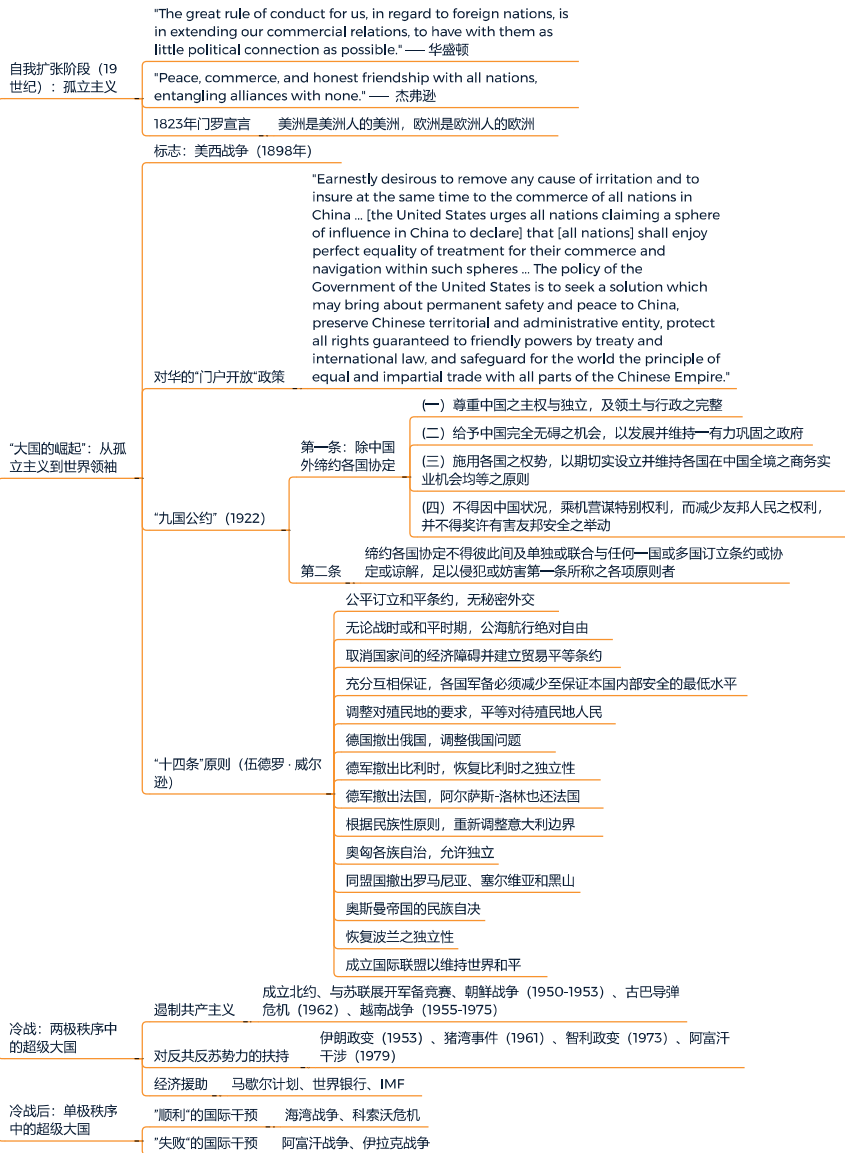 自我扩张阶段（19
世纪）：孤立主义
"The great rule of conduct for us, in regard to foreign nations, is
in extending our commercial relations, to have with them as
little political connection as possible." —— 华盛顿
"Peace, commerce, and honest friendship with all nations,
entangling alliances with none." —— 杰弗逊
1823年门罗宣言
美洲是美洲人的美洲，欧洲是欧洲人的欧洲
“大国的崛起”：从孤
立主义到世界领袖
标志：美西战争（1898年）
对华的“门户开放“政策
"Earnestly desirous to remove any cause of irritation and to
insure at the same time to the commerce of all nations in
China ... [the United States urges all nations claiming a sphere
of influence in China to declare] that [all nations] shall enjoy
perfect equality of treatment for their commerce and
navigation within such spheres ... The policy of the
Government of the United States is to seek a solution which
may bring about permanent safety and peace to China,
preserve Chinese territorial and administrative entity, protect
all rights guaranteed to friendly powers by treaty and
international law, and safeguard for the world the principle of
equal and impartial trade with all parts of the Chinese Empire."
“九国公约”（1922）
第一条：除中国
外缔约各国协定
(一）尊重中国之主权与独立，及领土与行政之完整
(二）给予中国完全无碍之机会，以发展并维持一有力巩固之政府
(三）施用各国之权势，以期切实设立并维持各国在中国全境之商务实
业机会均等之原则
(四）不得因中国状况，乘机营谋特别权利，而减少友邦人民之权利，
并不得奖许有害友邦安全之举动
第二条
缔约各国协定不得彼此间及单独或联合与任何一国或多国订立条约或协
定或谅解，足以侵犯或妨害第一条所称之各项原则者
“十四条”原则（伍德罗 · 威尔
逊）
公平订立和平条约，无秘密外交
无论战时或和平时期，公海航行绝对自由
取消国家间的经济障碍并建立贸易平等条约
充分互相保证，各国军备必须减少至保证本国内部安全的最低水平
调整对殖民地的要求，平等对待殖民地人民
德国撤出俄国，调整俄国问题
德军撤出比利时，恢复比利时之独立性
德军撤出法国，阿尔萨斯-洛林也还法国
根据民族性原则，重新调整意大利边界
奥匈各族自治，允许独立
同盟国撤出罗马尼亚、塞尔维亚和黑山
奥斯曼帝国的民族自决
恢复波兰之独立性
成立国际联盟以维持世界和平
冷战：两极秩序中
的超级大国
遏制共产主义
成立北约、与苏联展开军备竞赛、朝鲜战争（1950-1953）、古巴导弹
危机（1962）、越南战争（1955-1975）
对反共反苏势力的扶持
伊朗政变（1953）、猪湾事件（1961）、智利政变（1973）、阿富汗
干涉（1979）
经济援助
马歇尔计划、世界银行、IMF
冷战后：单极秩序
中的超级大国
”顺利“的国际干预
海湾战争、科索沃危机
”失败“的国际干预
阿富汗战争、伊拉克战争